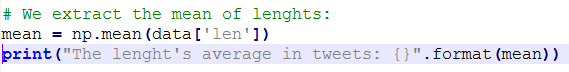 # We extract the mean of lenghts:
mean = np.mean(data['len'])
print("The lenght's average in tweets: {}".format(mean))